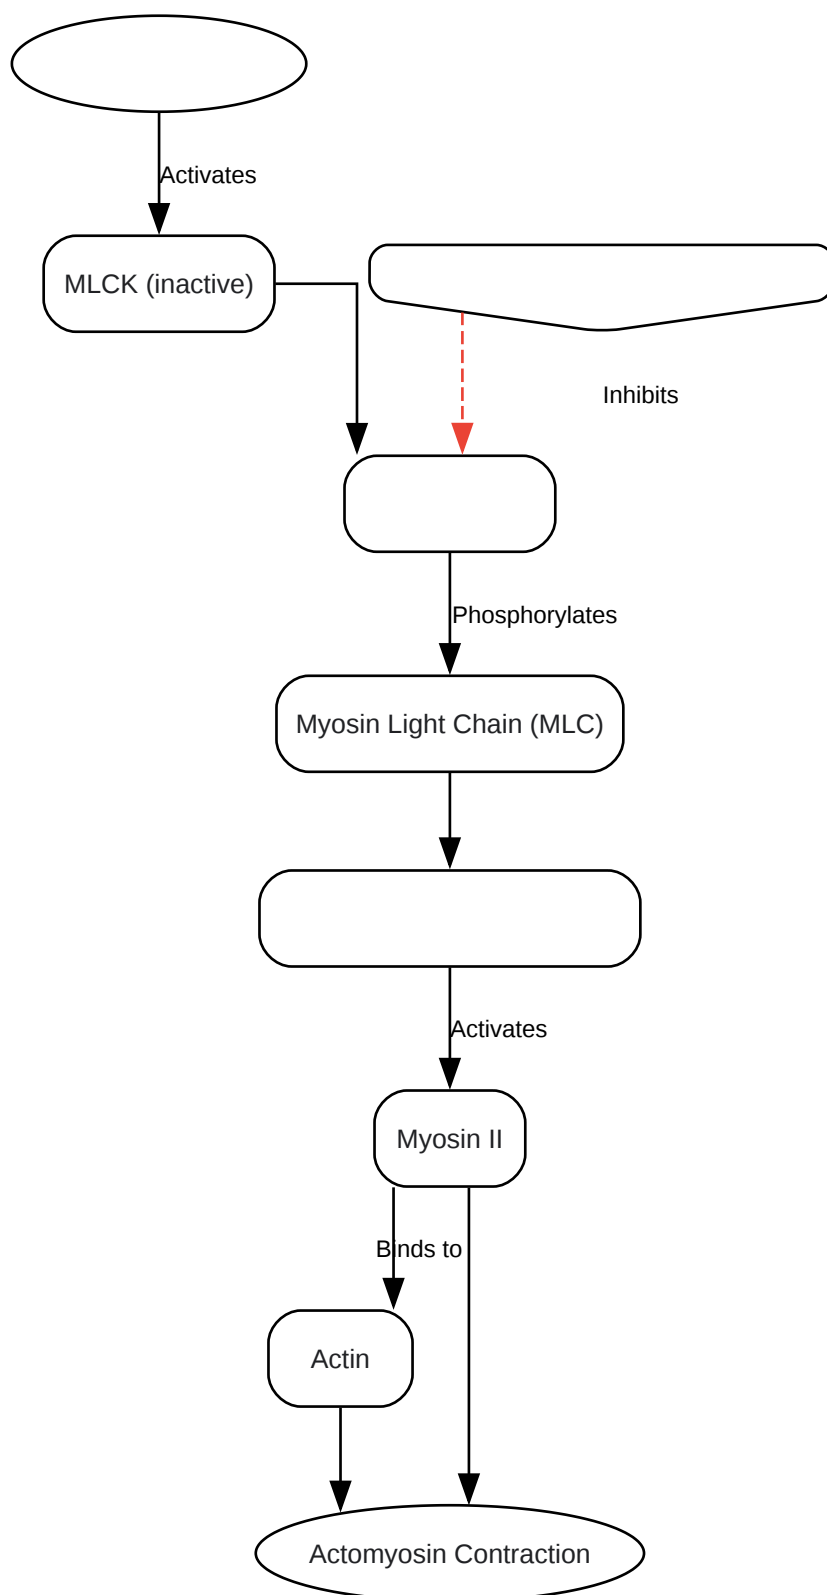 Activates
MLCK (inactive)
Inhibits
Phosphorylates
Myosin Light Chain (MLC)
Activates
Myosin II
Binds to
Actin
Actomyosin Contraction